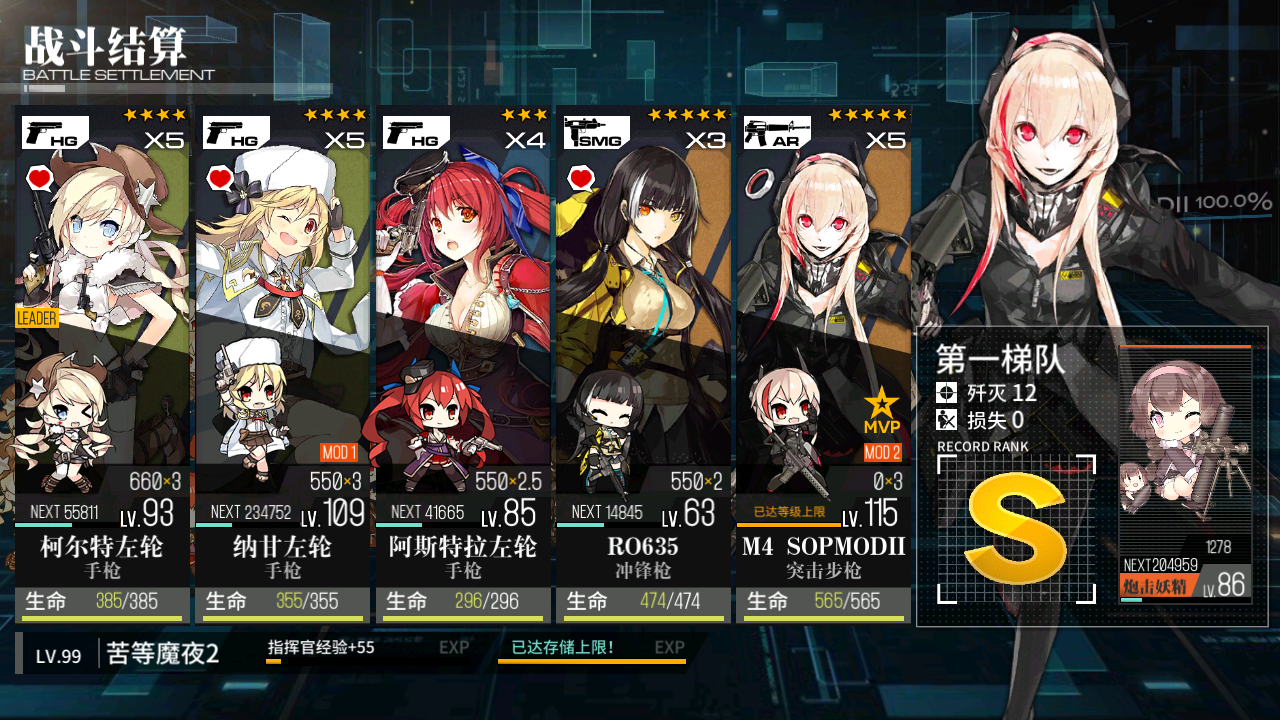 战斗结算
BATTLE SETTLEMENT
HG X5
HG X5
HG X4
SMG X3
AR X5
LEADER
MVP
MOD 1
MOD 2
660×3
550×3
550×2.5
550×2
0×3
NEXT 55811 LV.93
NEXT 234752 LV.109
NEXT 41665 LV.85
NEXT 14845 LV.63
已达等级上限 LV.115
柯尔特左轮
手枪
纳甘左轮
手枪
阿斯特拉左轮
手枪
RO635
冲锋枪
M4 SOPMODII
突击步枪
生命 385/385
生命 355/355
生命 296/296
生命 474/474
生命 565/565
DII 100.0%
第一梯队
歼灭 12
损失 0
RECORD RANK
S
1278
NEXT204959
炮击妖精 LV.86
LV.99 苦等魔夜2
指挥官经验+55 EXP
已达存储上限! EXP